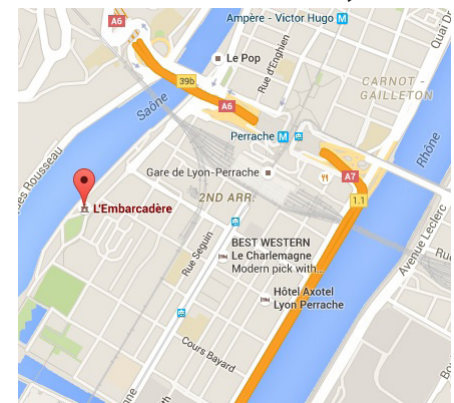 Ampère - Victor Hugo M
A6
Quai D
Le Pop
Rue d'Enghien
39b
CARNOT -
GAILLETON
Saône
A6
Perrache M
Rhône
Gare de Lyon-Perrache
A7
es Rousseau
2ND ARR.
1.1
L'Embarcadère
Avenue Leclerc
BEST WESTERN
Le Charlemagne
Modern pick with...
Rue Seguin
Ru
Hôtel Axotel
Lyon Perrache
Cours Bayard